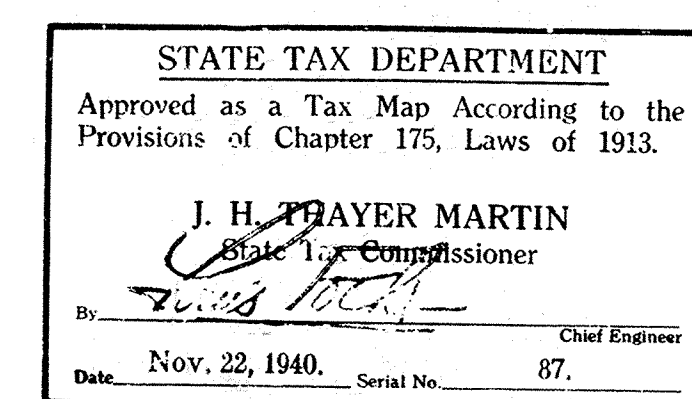 STATE TAX DEPARTMENT
Approved as a Tax Map According to the
Provisions of Chapter 175, Laws of 1913.
J. H. THAYER MARTIN
State Tax Commissioner
By
Chief Engineer
Date Nov. 22, 1940. Serial No. 87.